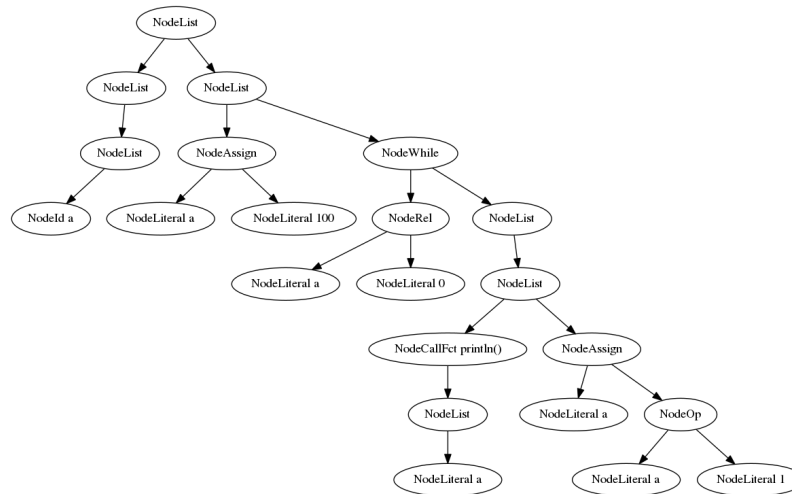 NodeList
NodeList NodeList
NodeList NodeAssign NodeWhile
NodeId a NodeLiteral a NodeLiteral 100 NodeRel NodeList
NodeLiteral a NodeLiteral 0 NodeList
NodeCallFct println() NodeAssign
NodeList NodeLiteral a NodeOp
NodeLiteral a NodeLiteral a NodeLiteral 1